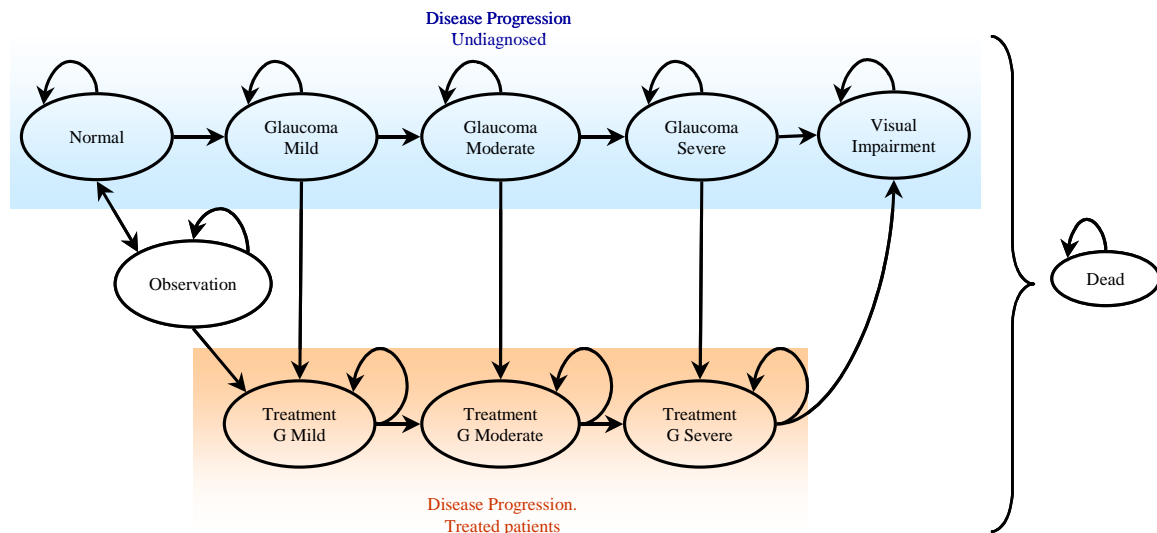 Disease Progression
Undiagnosed
Normal
Glaucoma
Mild
Glaucoma
Moderate
Glaucoma
Severe
Visual
Impairment
Observation
Dead
Treatment
G Mild
Treatment
G Moderate
Treatment
G Severe
Disease Progression.
Treated patients